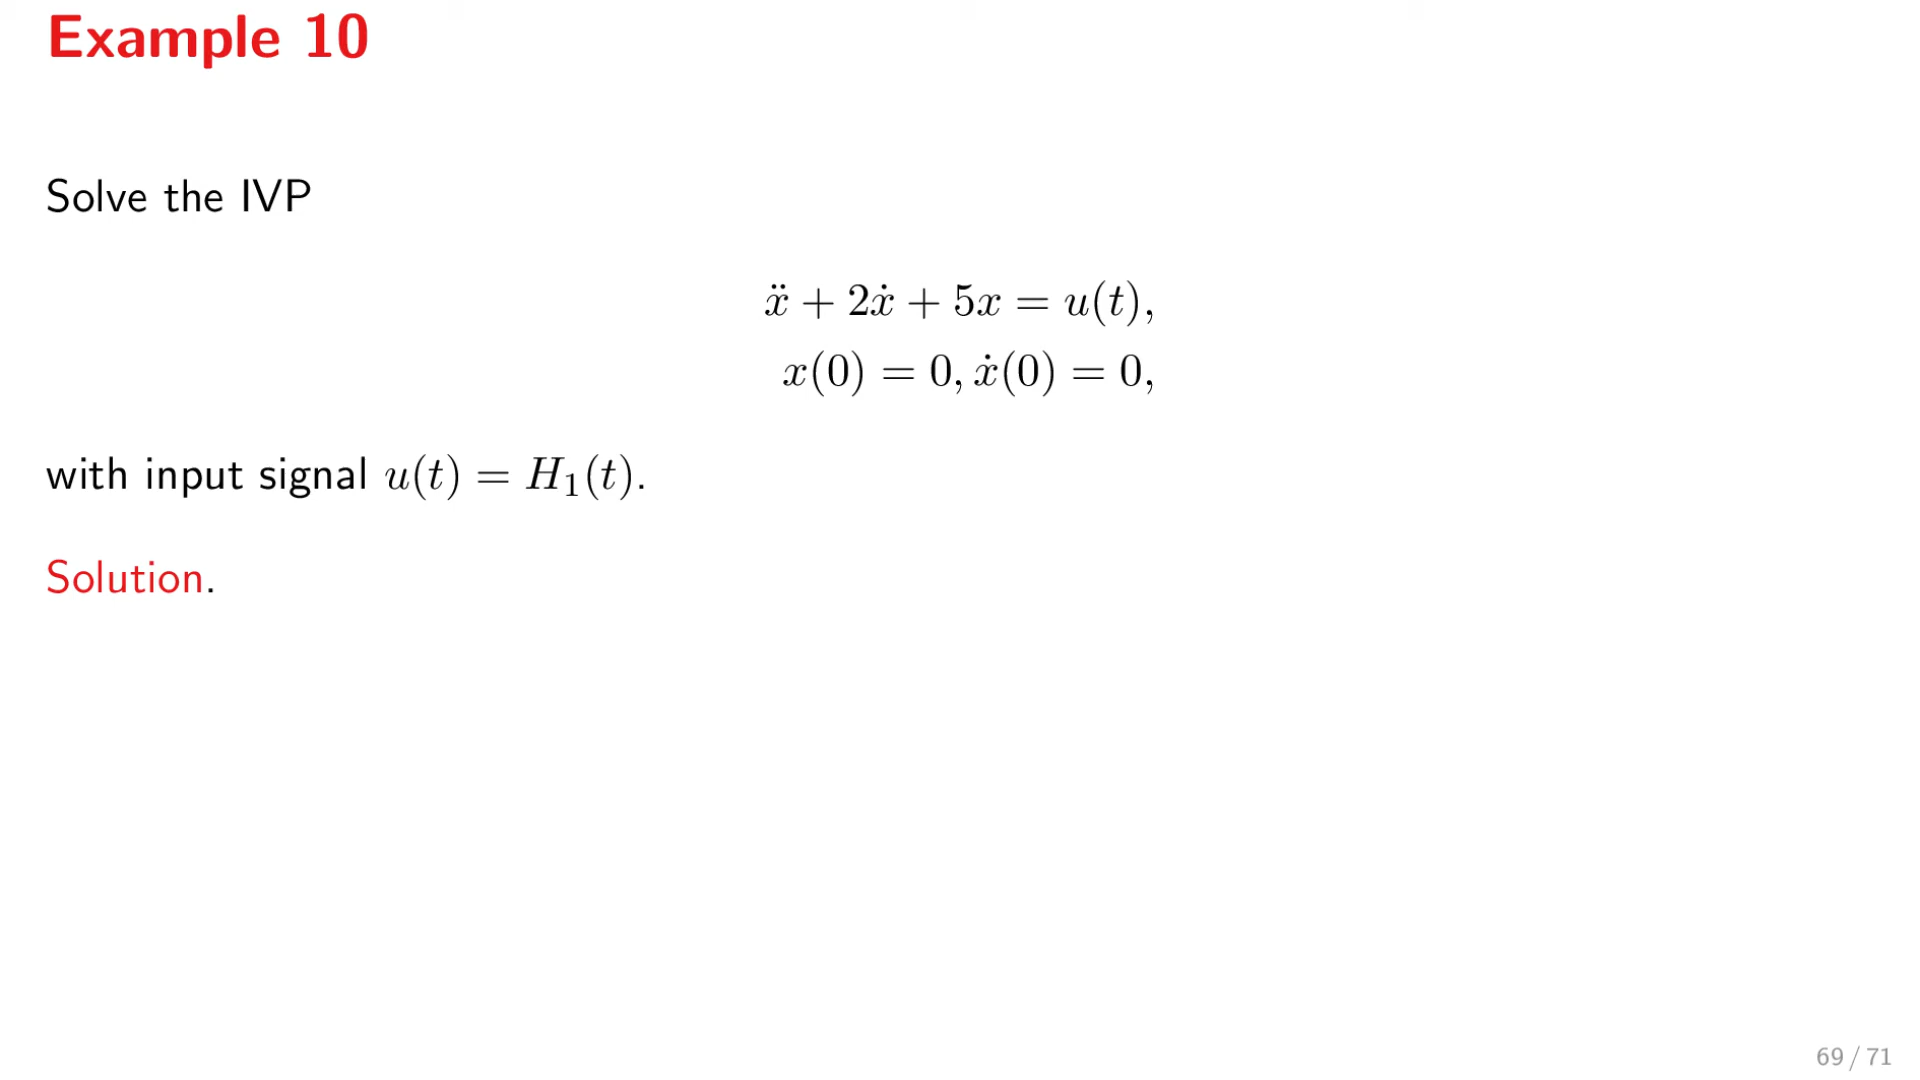 Example 10
Solve the IVP
ẍ + 2ẋ + 5x = u(t),
x(0) = 0, ẋ(0) = 0,
with input signal u(t) = H₁(t).
Solution.
69 / 71